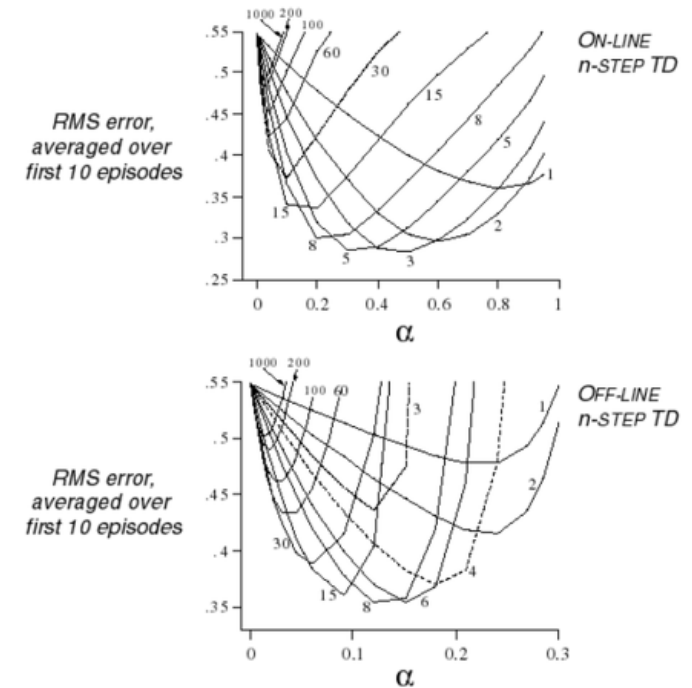 1000 200
100
60
30
15
8
5
1
2
15
8
5
3
.55
.5
.45
.4
.35
.3
.25
0 0.2 0.4 0.6 0.8 1
α
RMS error,
averaged over
first 10 episodes
ON-LINE
n-STEP TD
1000 200
100 60
3
1
2
30
15
8
6
4
.55
.5
.45
.4
.35
0 0.1 0.2 0.3
α
RMS error,
averaged over
first 10 episodes
OFF-LINE
n-STEP TD